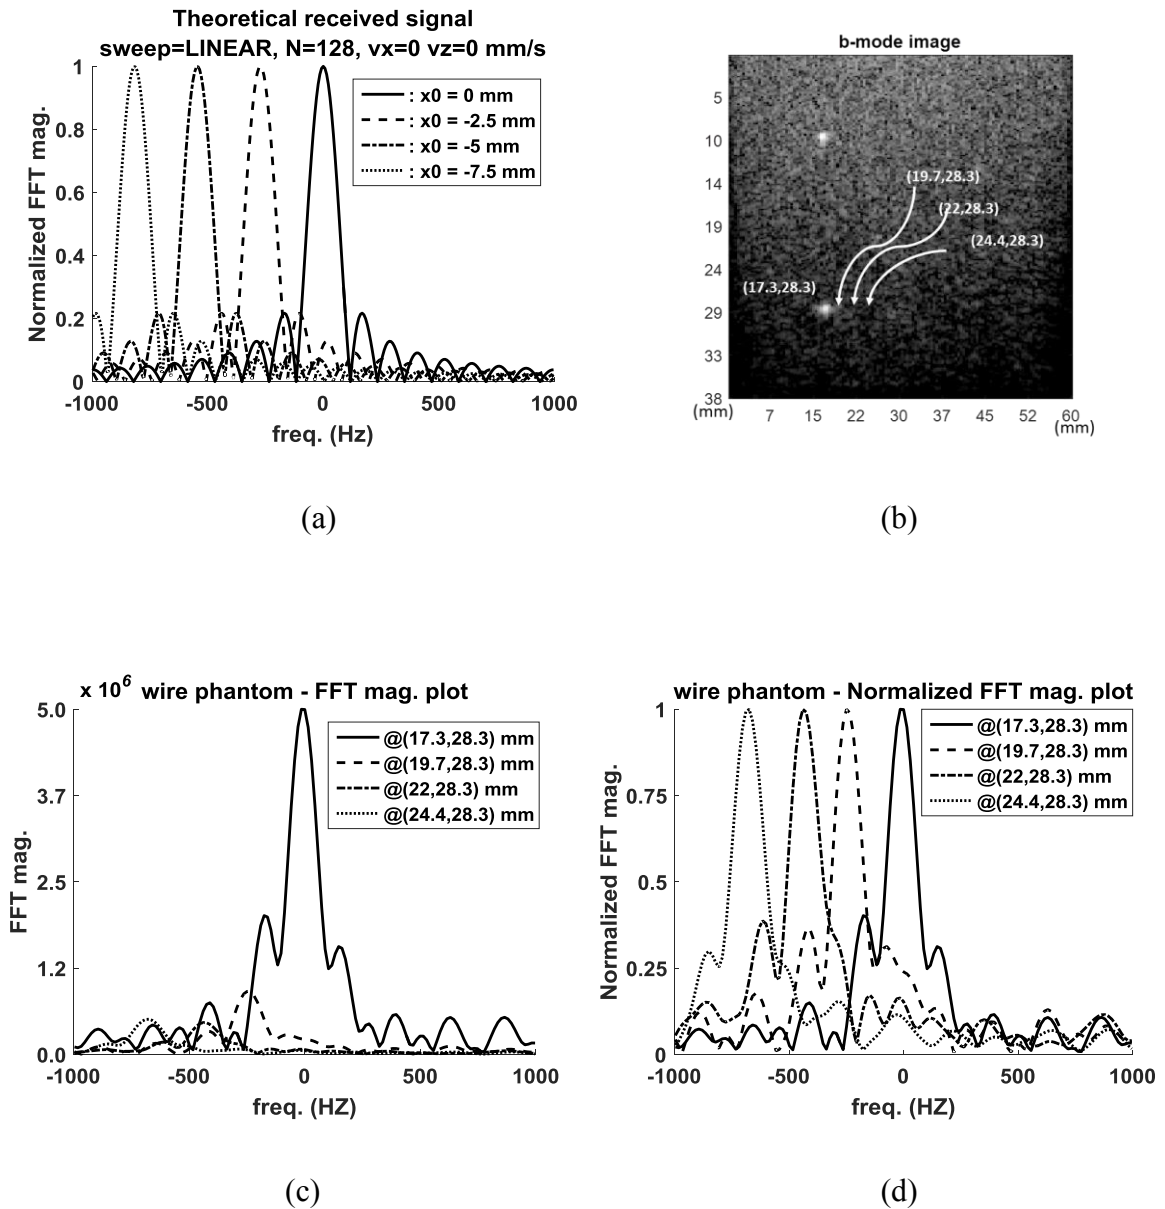 Theoretical received signal
sweep=LINEAR, N=128, vx=0 vz=0 mm/s
Normalized FFT mag.
1
0.8
0.6
0.4
0.2
0
: x0 = 0 mm
: x0 = -2.5 mm
: x0 = -5 mm
: x0 = -7.5 mm
-1000
-500
0
500
1000
freq. (Hz)
(a)
b-mode image
5
10
14
19
24
29
33
38
(mm)
(19.7,28.3)
(22,28.3)
(24.4,28.3)
(17.3,28.3)
7
15
22
30
37
45
52
60
(mm)
(b)
x 10⁶ wire phantom - FFT mag. plot
FFT mag.
5.0
3.7
2.5
1.2
0.0
@(17.3,28.3) mm
@(19.7,28.3) mm
@(22,28.3) mm
@(24.4,28.3) mm
-1000
-500
0
500
1000
freq. (HZ)
(c)
wire phantom - Normalized FFT mag. plot
Normalized FFT mag.
1
0.75
0.5
0.25
0
@(17.3,28.3) mm
@(19.7,28.3) mm
@(22,28.3) mm
@(24.4,28.3) mm
-1000
-500
0
500
1000
freq. (HZ)
(d)